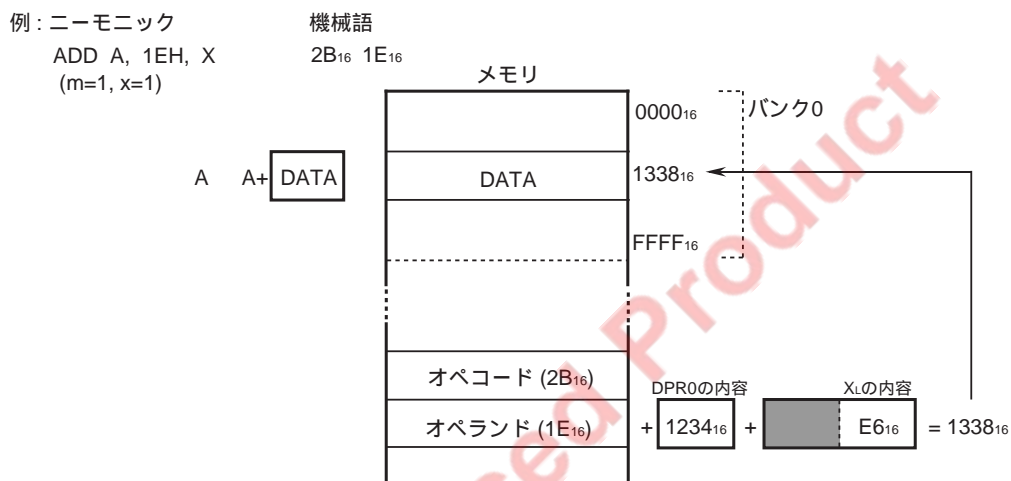 例 : ニーモニック 機械語
ADD A, 1EH, X 2B₁₆ 1E₁₆
(m=1, x=1)
メモリ
0000₁₆ バンク0
A A+ DATA DATA 1338₁₆
FFFF₁₆
オペコード (2B₁₆)
DPR0の内容 XLの内容
オペランド (1E₁₆) + 1234₁₆ + E6₁₆ = 1338₁₆
sed Product